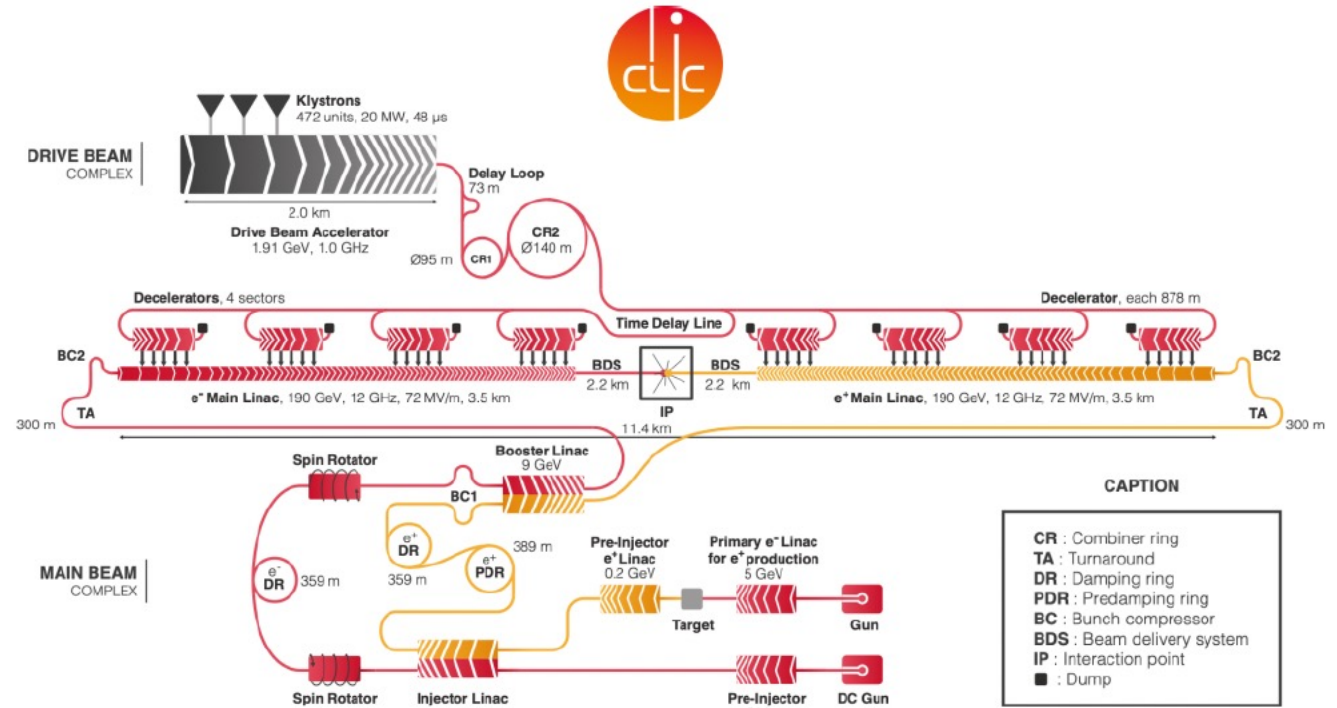 clic
Klystrons
472 units, 20 MW, 48 µs
DRIVE BEAM
COMPLEX
2.0 km
Drive Beam Accelerator
1.91 GeV, 1.0 GHz
Delay Loop
73 m
CR2
Ø140 m
Ø95 m
CR1
Decelerators, 4 sectors
Decelerator, each 878 m
Time Delay Line
BC2
BDS
2.2 km
BDS
2.2 km
BC2
e⁻ Main Linac, 190 GeV, 12 GHz, 72 MV/m, 3.5 km
IP
e⁺ Main Linac, 190 GeV, 12 GHz, 72 MV/m, 3.5 km
TA
300 m
TA
300 m
11.4 km
Spin Rotator
Booster Linac
9 GeV
BC1
MAIN BEAM
COMPLEX
e⁻
DR
359 m
e⁺
DR
359 m
e⁺
PDR
389 m
Pre-Injector
e⁺ Linac
0.2 GeV
Primary e⁻ Linac
for e⁺ production
5 GeV
Target
Gun
Spin Rotator
Injector Linac
Pre-Injector
DC Gun
CAPTION
CR : Combiner ring
TA : Turnaround
DR : Damping ring
PDR : Predamping ring
BC : Bunch compressor
BDS : Beam delivery system
IP : Interaction point
: Dump